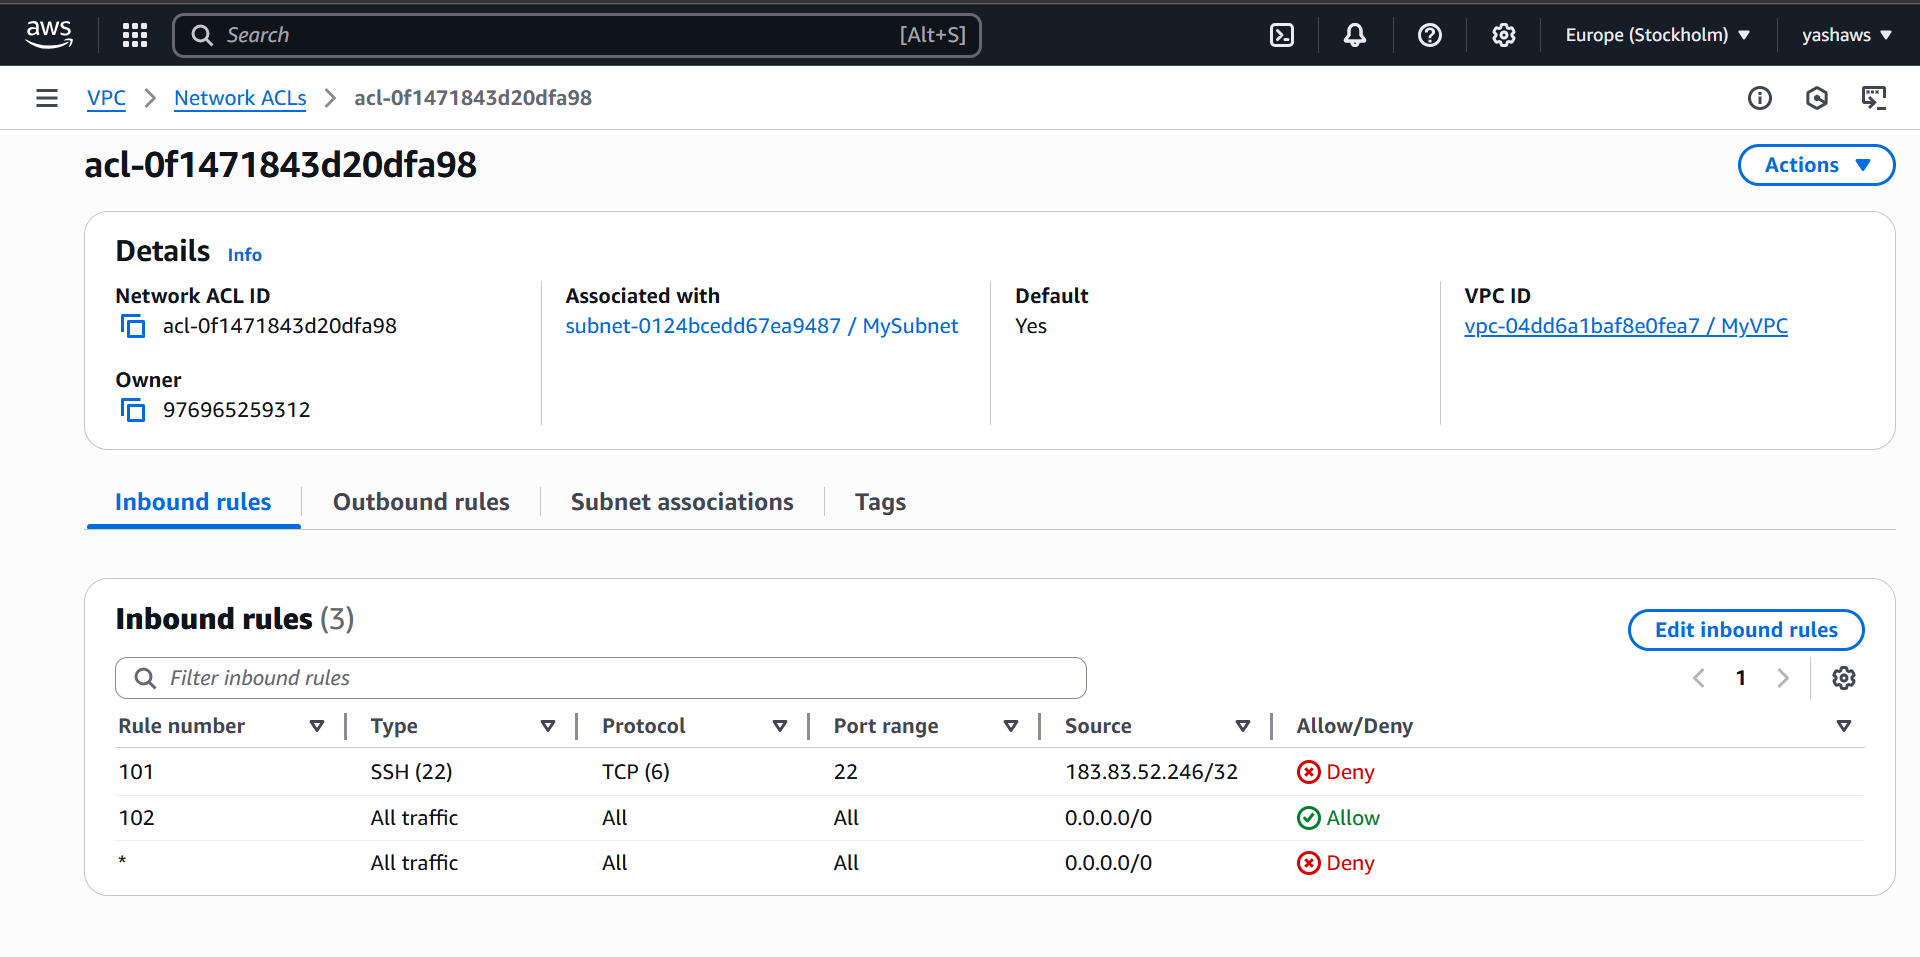 aws
Search [Alt+S]
Europe (Stockholm) yashaws
VPC Network ACLs acl-0f1471843d20dfa98
acl-0f1471843d20dfa98
Actions
Details Info
Network ACL ID
acl-0f1471843d20dfa98
Owner
976965259312
Associated with
subnet-0124bcedd67ea9487 / MySubnet
Default
Yes
VPC ID
vpc-04dd6a1baf8e0fea7 / MyVPC
Inbound rules Outbound rules Subnet associations Tags
Inbound rules (3)
Edit inbound rules
Filter inbound rules
1
Rule number Type Protocol Port range Source Allow/Deny
101 SSH (22) TCP (6) 22 183.83.52.246/32 Deny
102 All traffic All All 0.0.0.0/0 Allow
* All traffic All All 0.0.0.0/0 Deny